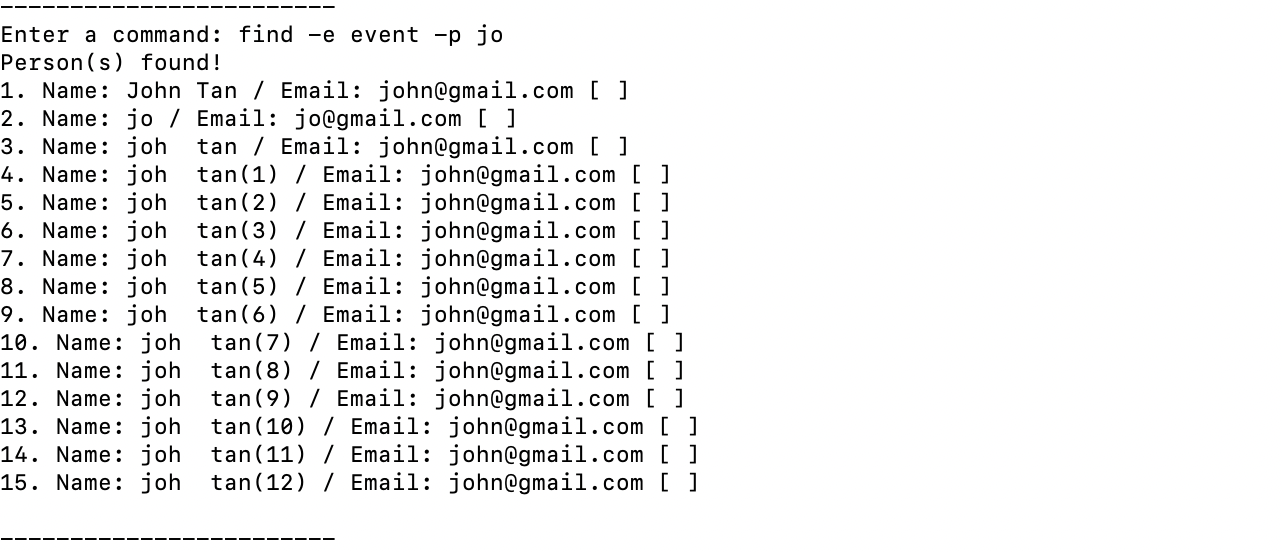 ________________________
Enter a command: find -e event -p jo
Person(s) found!
1. Name: John Tan / Email: john@gmail.com [ ]
2. Name: jo / Email: jo@gmail.com [ ]
3. Name: joh  tan / Email: john@gmail.com [ ]
4. Name: joh  tan(1) / Email: john@gmail.com [ ]
5. Name: joh  tan(2) / Email: john@gmail.com [ ]
6. Name: joh  tan(3) / Email: john@gmail.com [ ]
7. Name: joh  tan(4) / Email: john@gmail.com [ ]
8. Name: joh  tan(5) / Email: john@gmail.com [ ]
9. Name: joh  tan(6) / Email: john@gmail.com [ ]
10. Name: joh  tan(7) / Email: john@gmail.com [ ]
11. Name: joh  tan(8) / Email: john@gmail.com [ ]
12. Name: joh  tan(9) / Email: john@gmail.com [ ]
13. Name: joh  tan(10) / Email: john@gmail.com [ ]
14. Name: joh  tan(11) / Email: john@gmail.com [ ]
15. Name: joh  tan(12) / Email: john@gmail.com [ ]
________________________